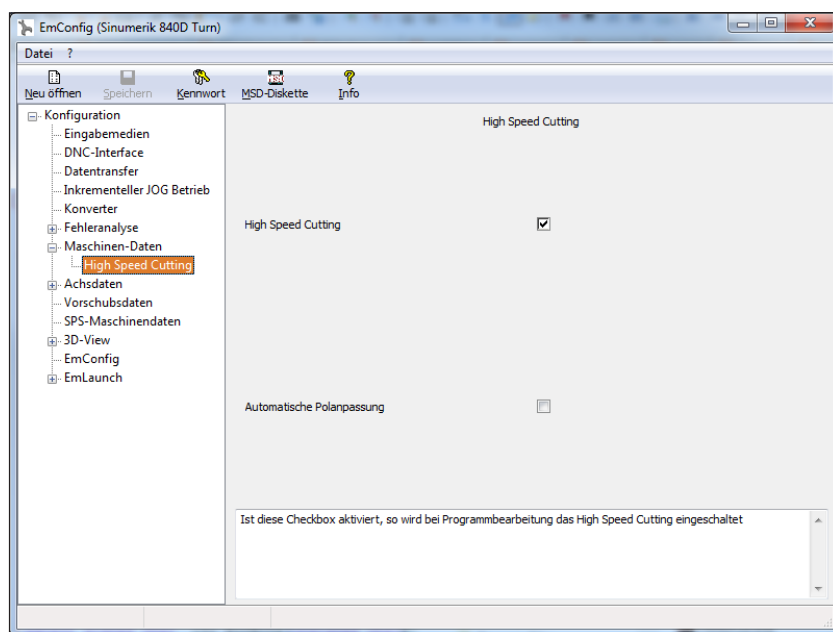 EmConfig (Sinumerik 840D Turn)
Datei ?
Neu öffnen Speichern Kennwort MSD-Diskette Info
Konfiguration
Eingabemedien
DNC-Interface
Datentransfer
Inkrementeller JOG Betrieb
Konverter
Fehleranalyse
Maschinen-Daten
High Speed Cutting
Achsdaten
Vorschubsdaten
SPS-Maschinendaten
3D-View
EmConfig
EmLaunch
High Speed Cutting
High Speed Cutting
Automatische Polanpassung
Ist diese Checkbox aktiviert, so wird bei Programmbearbeitung das High Speed Cutting eingeschaltet